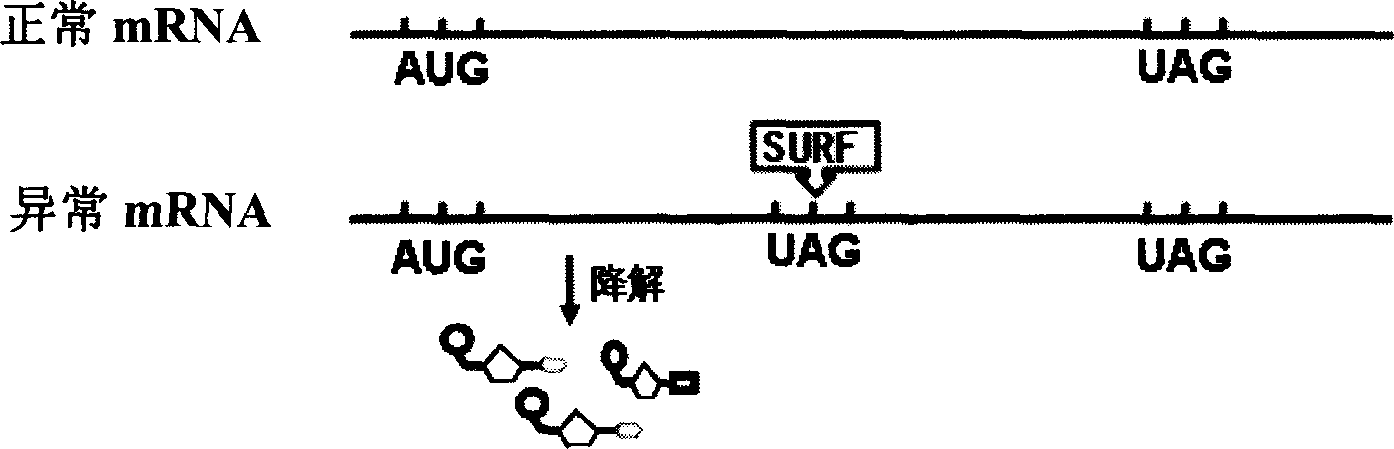 正常 mRNA
AUG UAG
SURF
异常 mRNA
AUG UAG UAG
降解